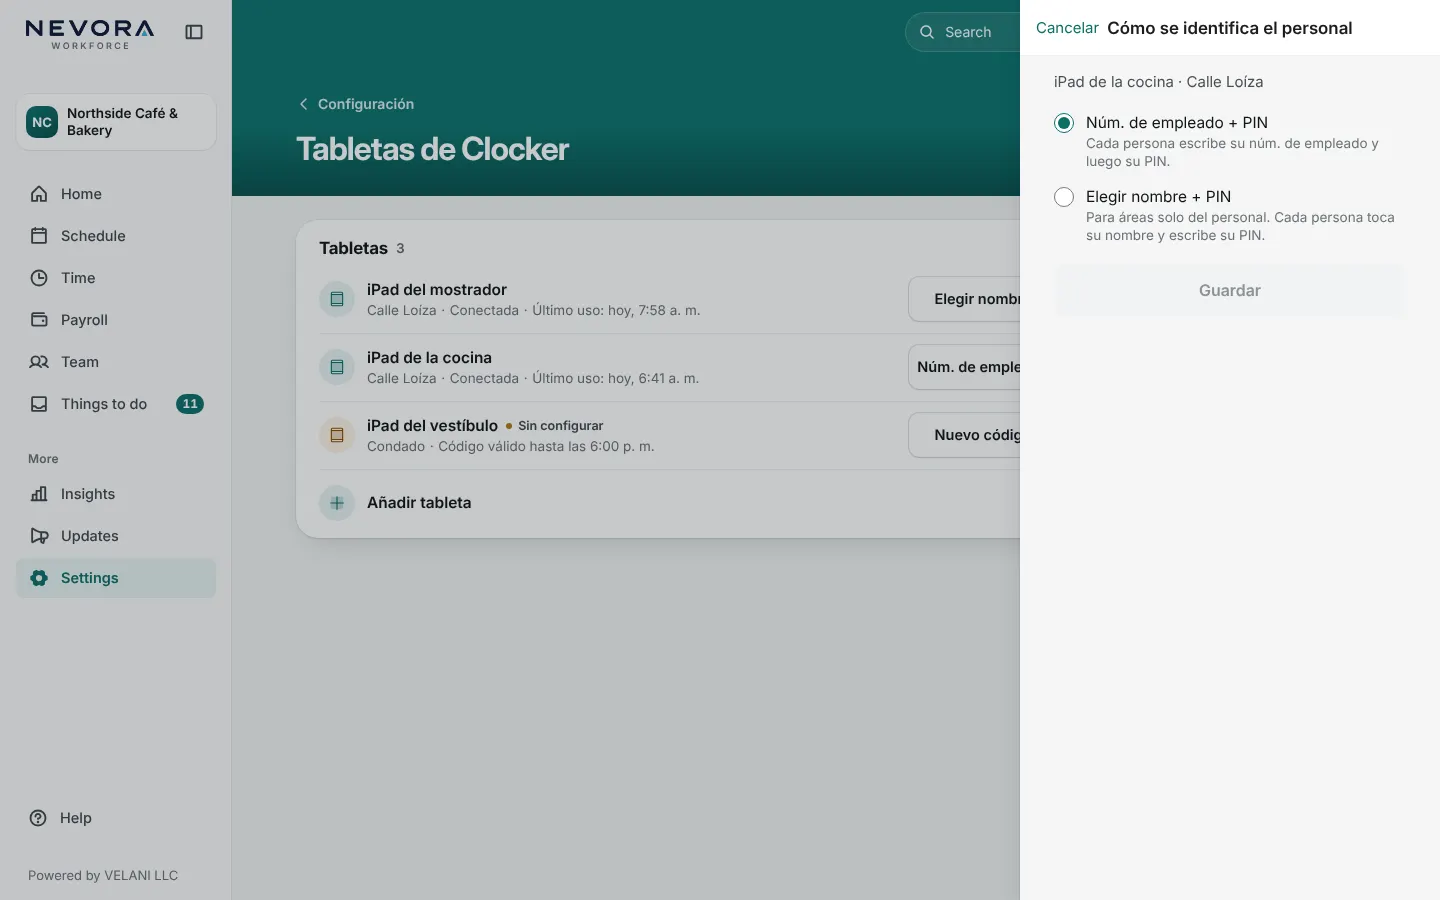 NEVORA
WORKFORCE
NC
Northside Café &
Bakery
Home
Schedule
Time
Payroll
Team
Things to do 11
More
Insights
Updates
Settings
Help
Powered by VELANI LLC
Search
Configuración
Tabletas de Clocker
Tabletas 3
iPad del mostrador
Calle Loíza · Conectada · Último uso: hoy, 7:58 a. m.
Elegir nombr
iPad de la cocina
Calle Loíza · Conectada · Último uso: hoy, 6:41 a. m.
Núm. de emple
iPad del vestíbulo • Sin configurar
Condado · Código válido hasta las 6:00 p. m.
Nuevo códig
Añadir tableta
Cancelar Cómo se identifica el personal
iPad de la cocina · Calle Loíza
Núm. de empleado + PIN
Cada persona escribe su núm. de empleado y
luego su PIN.
Elegir nombre + PIN
Para áreas solo del personal. Cada persona toca
su nombre y escribe su PIN.
Guardar